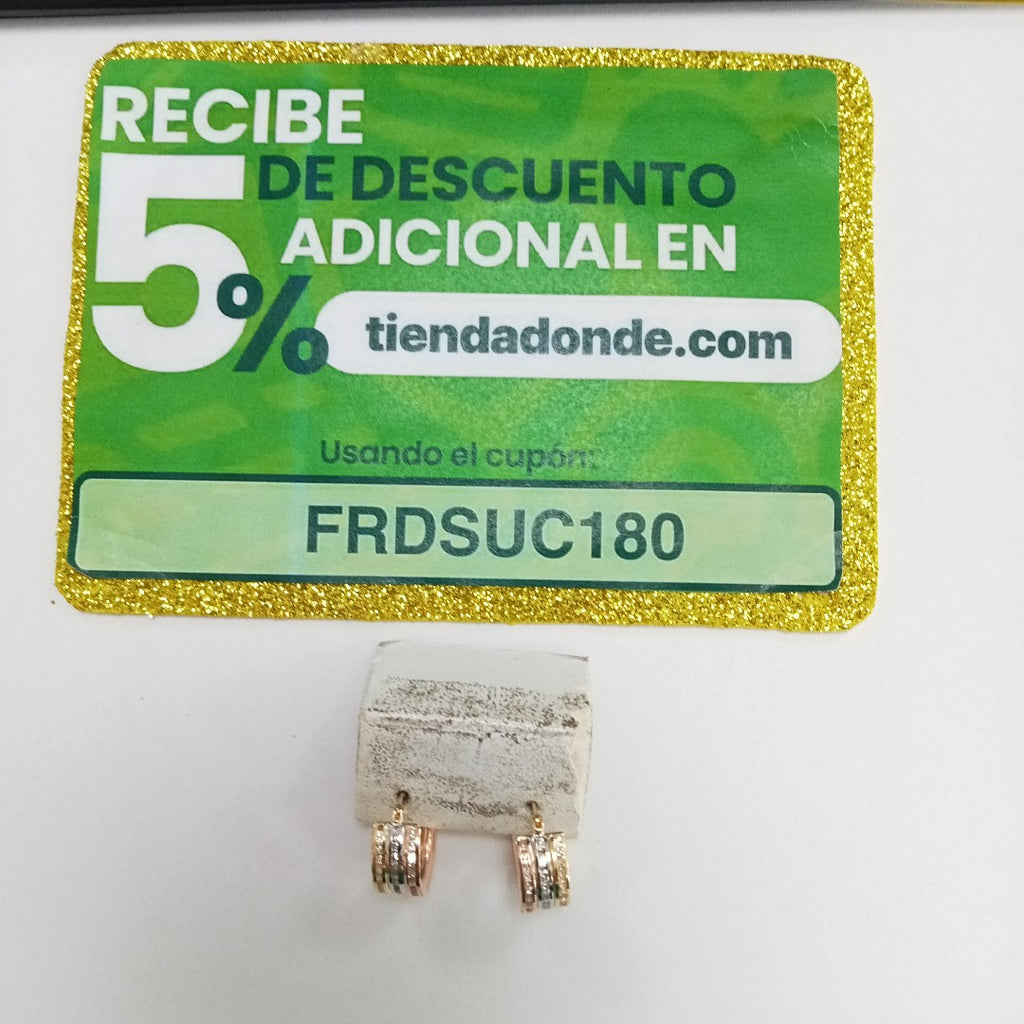 RECIBE
5% DE DESCUENTO
ADICIONAL EN
tiendadonde.com
Usando el cupón:
FRDSUC180